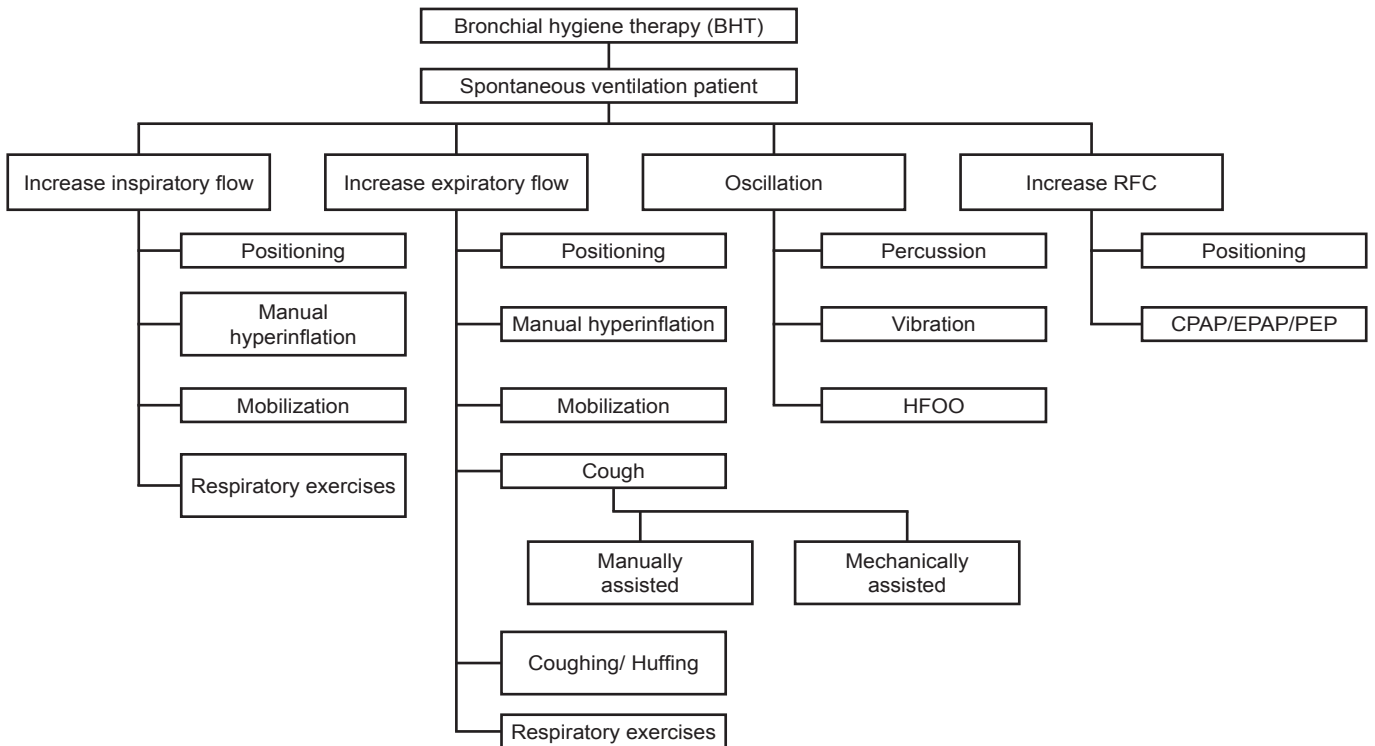 Bronchial hygiene therapy (BHT)
Spontaneous ventilation patient
Increase inspiratory flow
Increase expiratory flow
Oscillation
Increase RFC
Positioning
Manual
hyperinflation
Mobilization
Respiratory exercises
Positioning
Manual hyperinflation
Mobilization
Cough
Manually
assisted
Mechanically
assisted
Coughing/ Huffing
Respiratory exercises
Percussion
Vibration
HFOO
Positioning
CPAP/EPAP/PEP